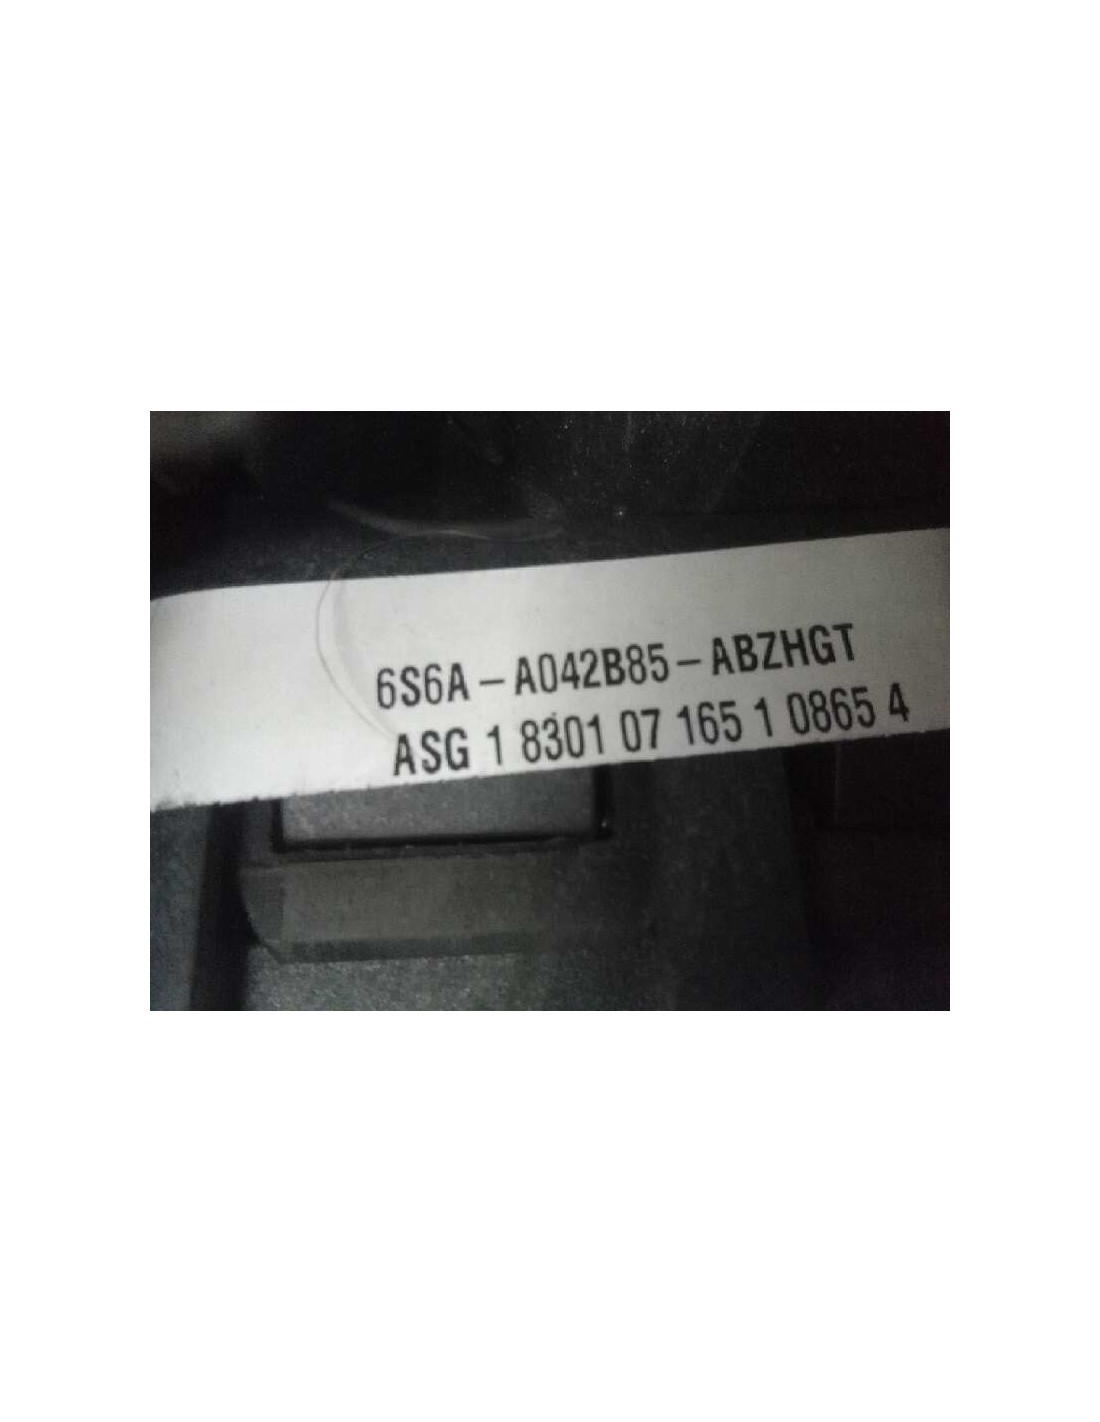 6S6A – A042B85 – ABZHGT
ASG 1 8301 07 165 1 0865 4